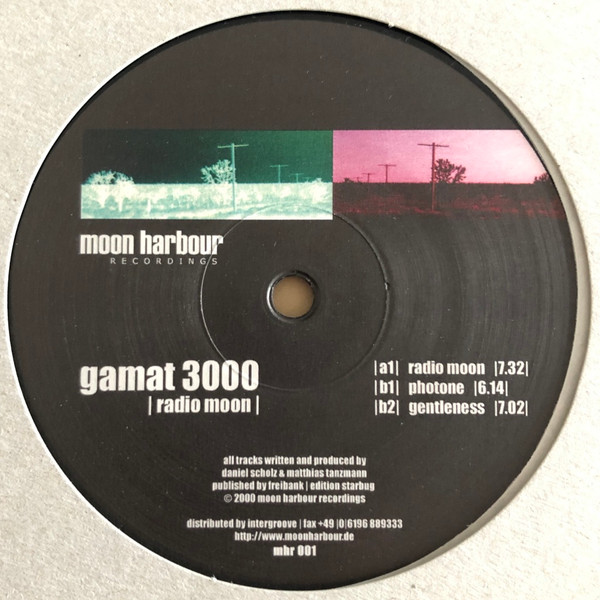 moon harbour
RECORDINGS
gamat 3000
| radio moon |
|a1| radio moon |7.32|
|b1| photone |6.14|
|b2| gentleness |7.02|
all tracks written and produced by
daniel scholz & matthias tanzmann
published by freibank | edition starbug
© 2000 moon harbour recordings
distributed by intergroove | fax +49 |0|6196 889333
http://www.moonharbour.de
mhr 001